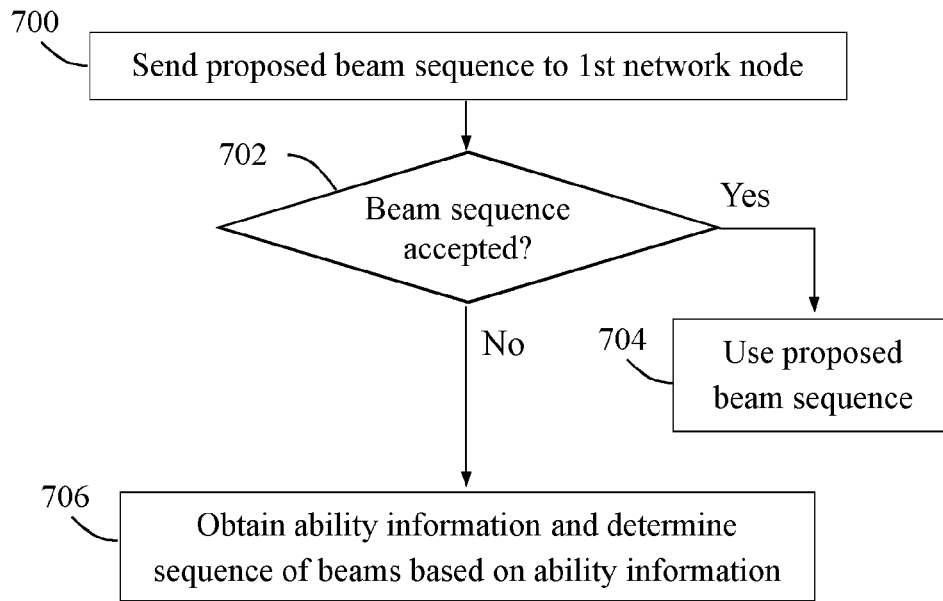 700
Send proposed beam sequence to 1st network node
702
Beam sequence
accepted?
Yes
No
704
Use proposed
beam sequence
706
Obtain ability information and determine
sequence of beams based on ability information